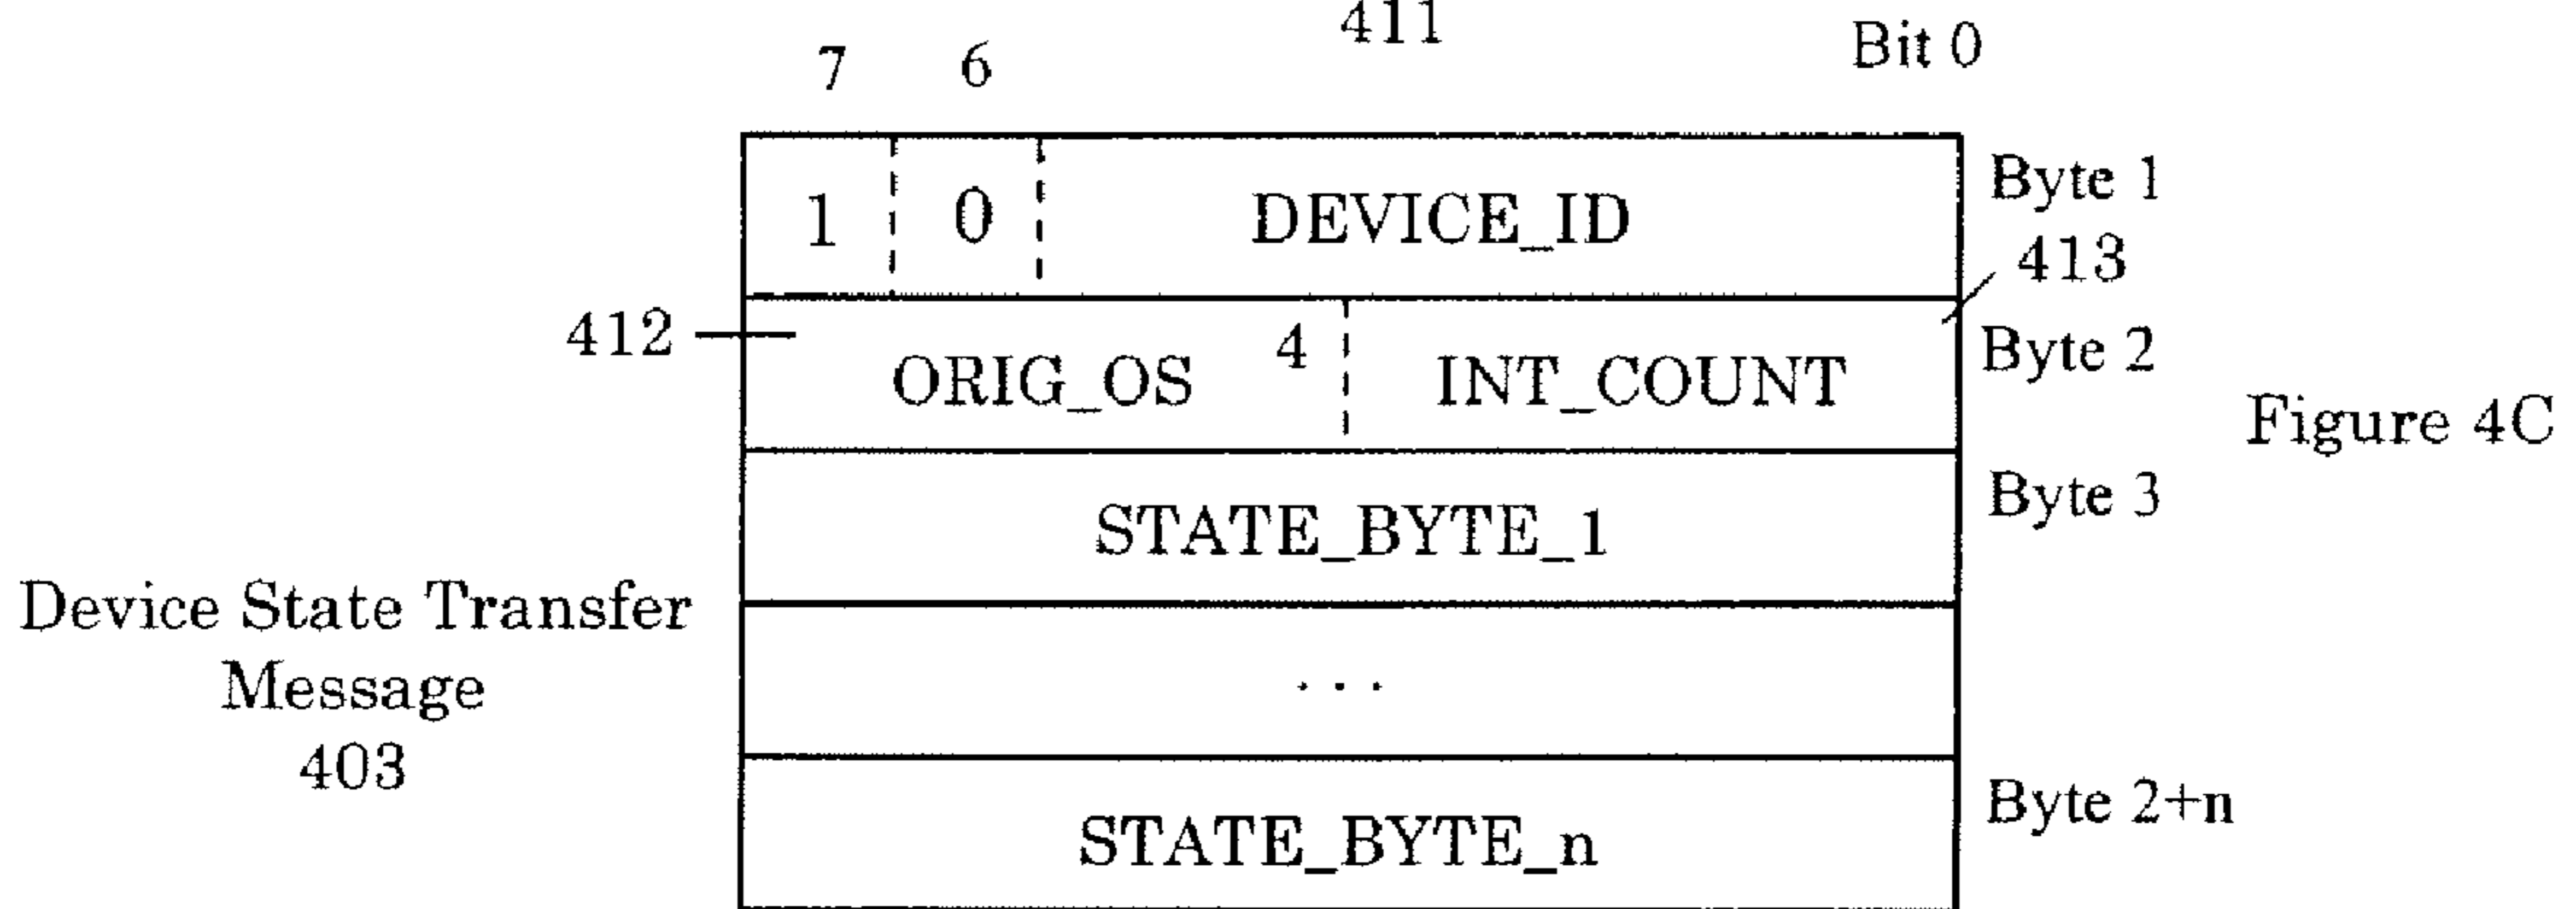 411
7 6 Bit 0
1 0 DEVICE_ID Byte 1
413
412 ORIG_OS 4 INT_COUNT Byte 2
Figure 4C
STATE_BYTE_1 Byte 3
Device State Transfer
Message
403
. . .
STATE_BYTE_n Byte 2+n